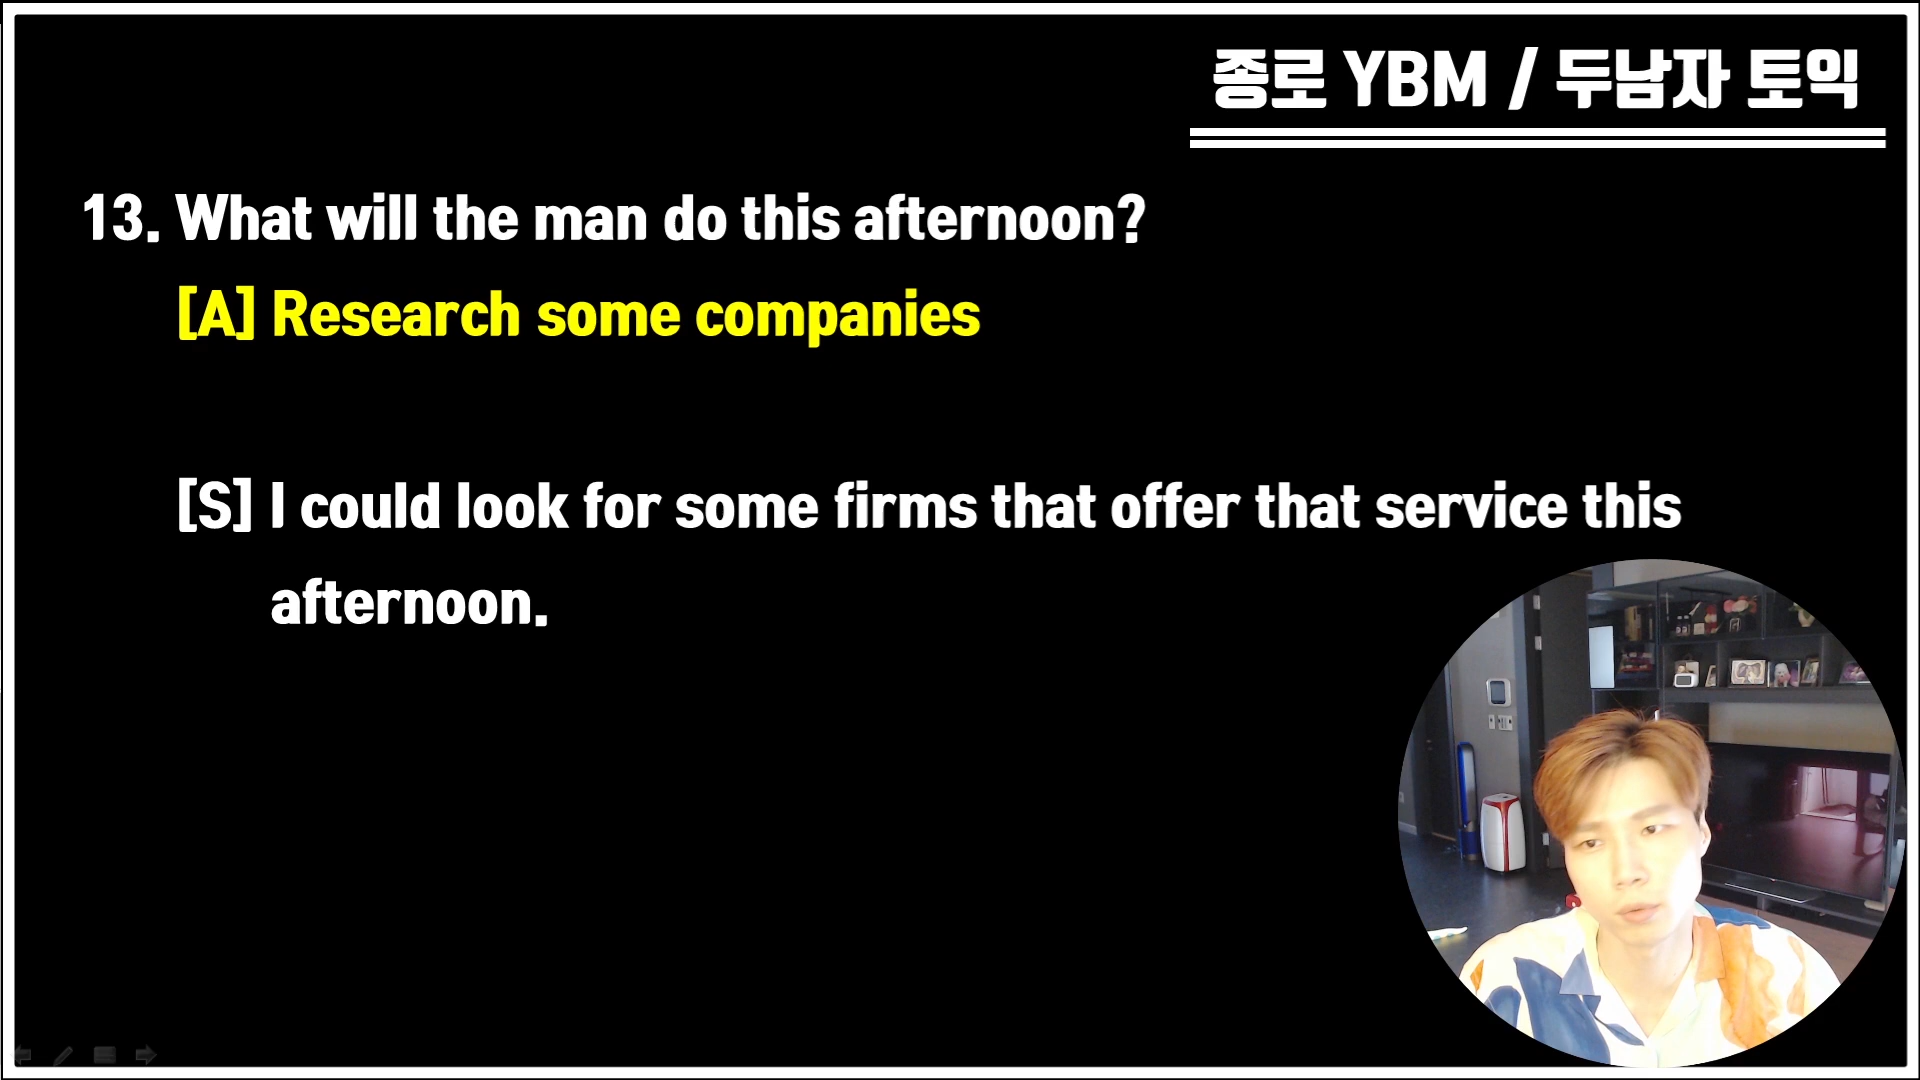 종로 YBM / 두남자 토익
13. What will the man do this afternoon?
[A] Research some companies
[S] I could look for some firms that offer that service this
afternoon.